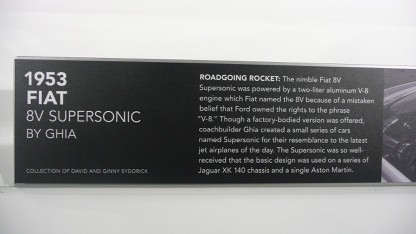 1953
FIAT
8V SUPERSONIC
BY GHIA
COLLECTION OF DAVID AND GINNY SYDORICK
ROADGOING ROCKET: The nimble Fiat 8V
Supersonic was powered by a two-liter aluminum V-8
engine which Fiat named the 8V because of a mistaken
belief that Ford owned the rights to the phrase
"V-8." Though a factory-bodied version was offered,
coachbuilder Ghia created a small series of cars
named Supersonic for their resemblance to the latest
jet airplanes of the day. The Supersonic was so well-
received that the basic design was used on a series of
Jaguar XK 140 chassis and a single Aston Martin.